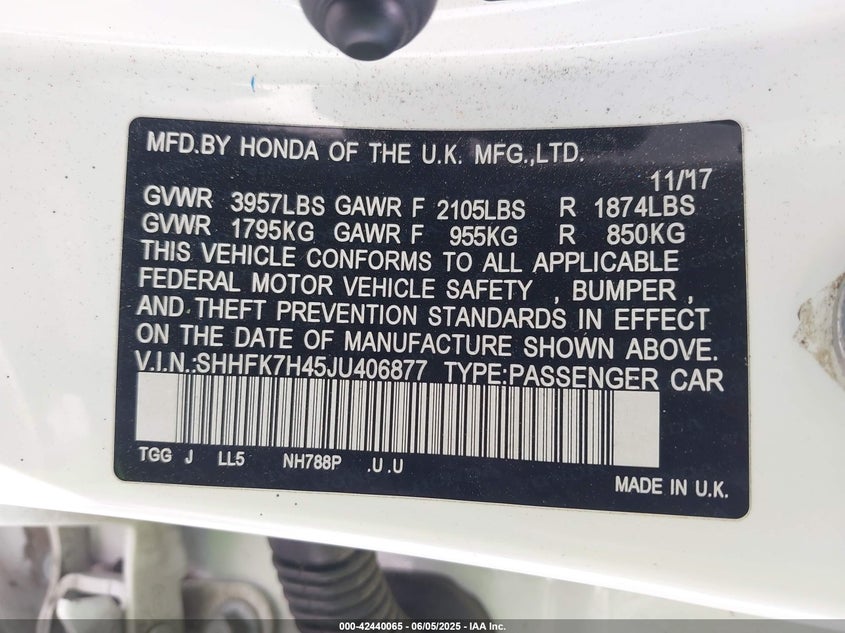 MFD.BY HONDA OF THE U.K. MFG.,LTD.
11/17
GVWR 3957LBS GAWR F 2105LBS R 1874LBS
GVWR 1795KG GAWR F 955KG R 850KG
THIS VEHICLE CONFORMS TO ALL APPLICABLE
FEDERAL MOTOR VEHICLE SAFETY , BUMPER ,
AND THEFT PREVENTION STANDARDS IN EFFECT
ON THE DATE OF MANUFACTURE SHOWN ABOVE.
V.I.N.:SHHFK7H45JU406877 TYPE:PASSENGER CAR
TGG J LL5 NH788P .U .U
MADE IN U.K.
000-42440065 - 06/05/2025 - IAA Inc.